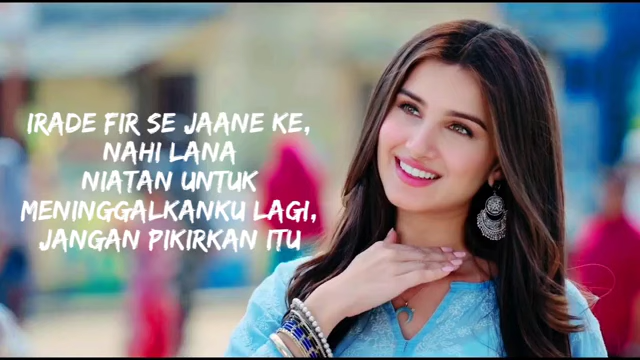 IRADE FIR SE JAANE KE,
NAHI LANA
NIATAN UNTUK
MENINGGALKANKU LAGI,
JANGAN PIKIRKAN ITU